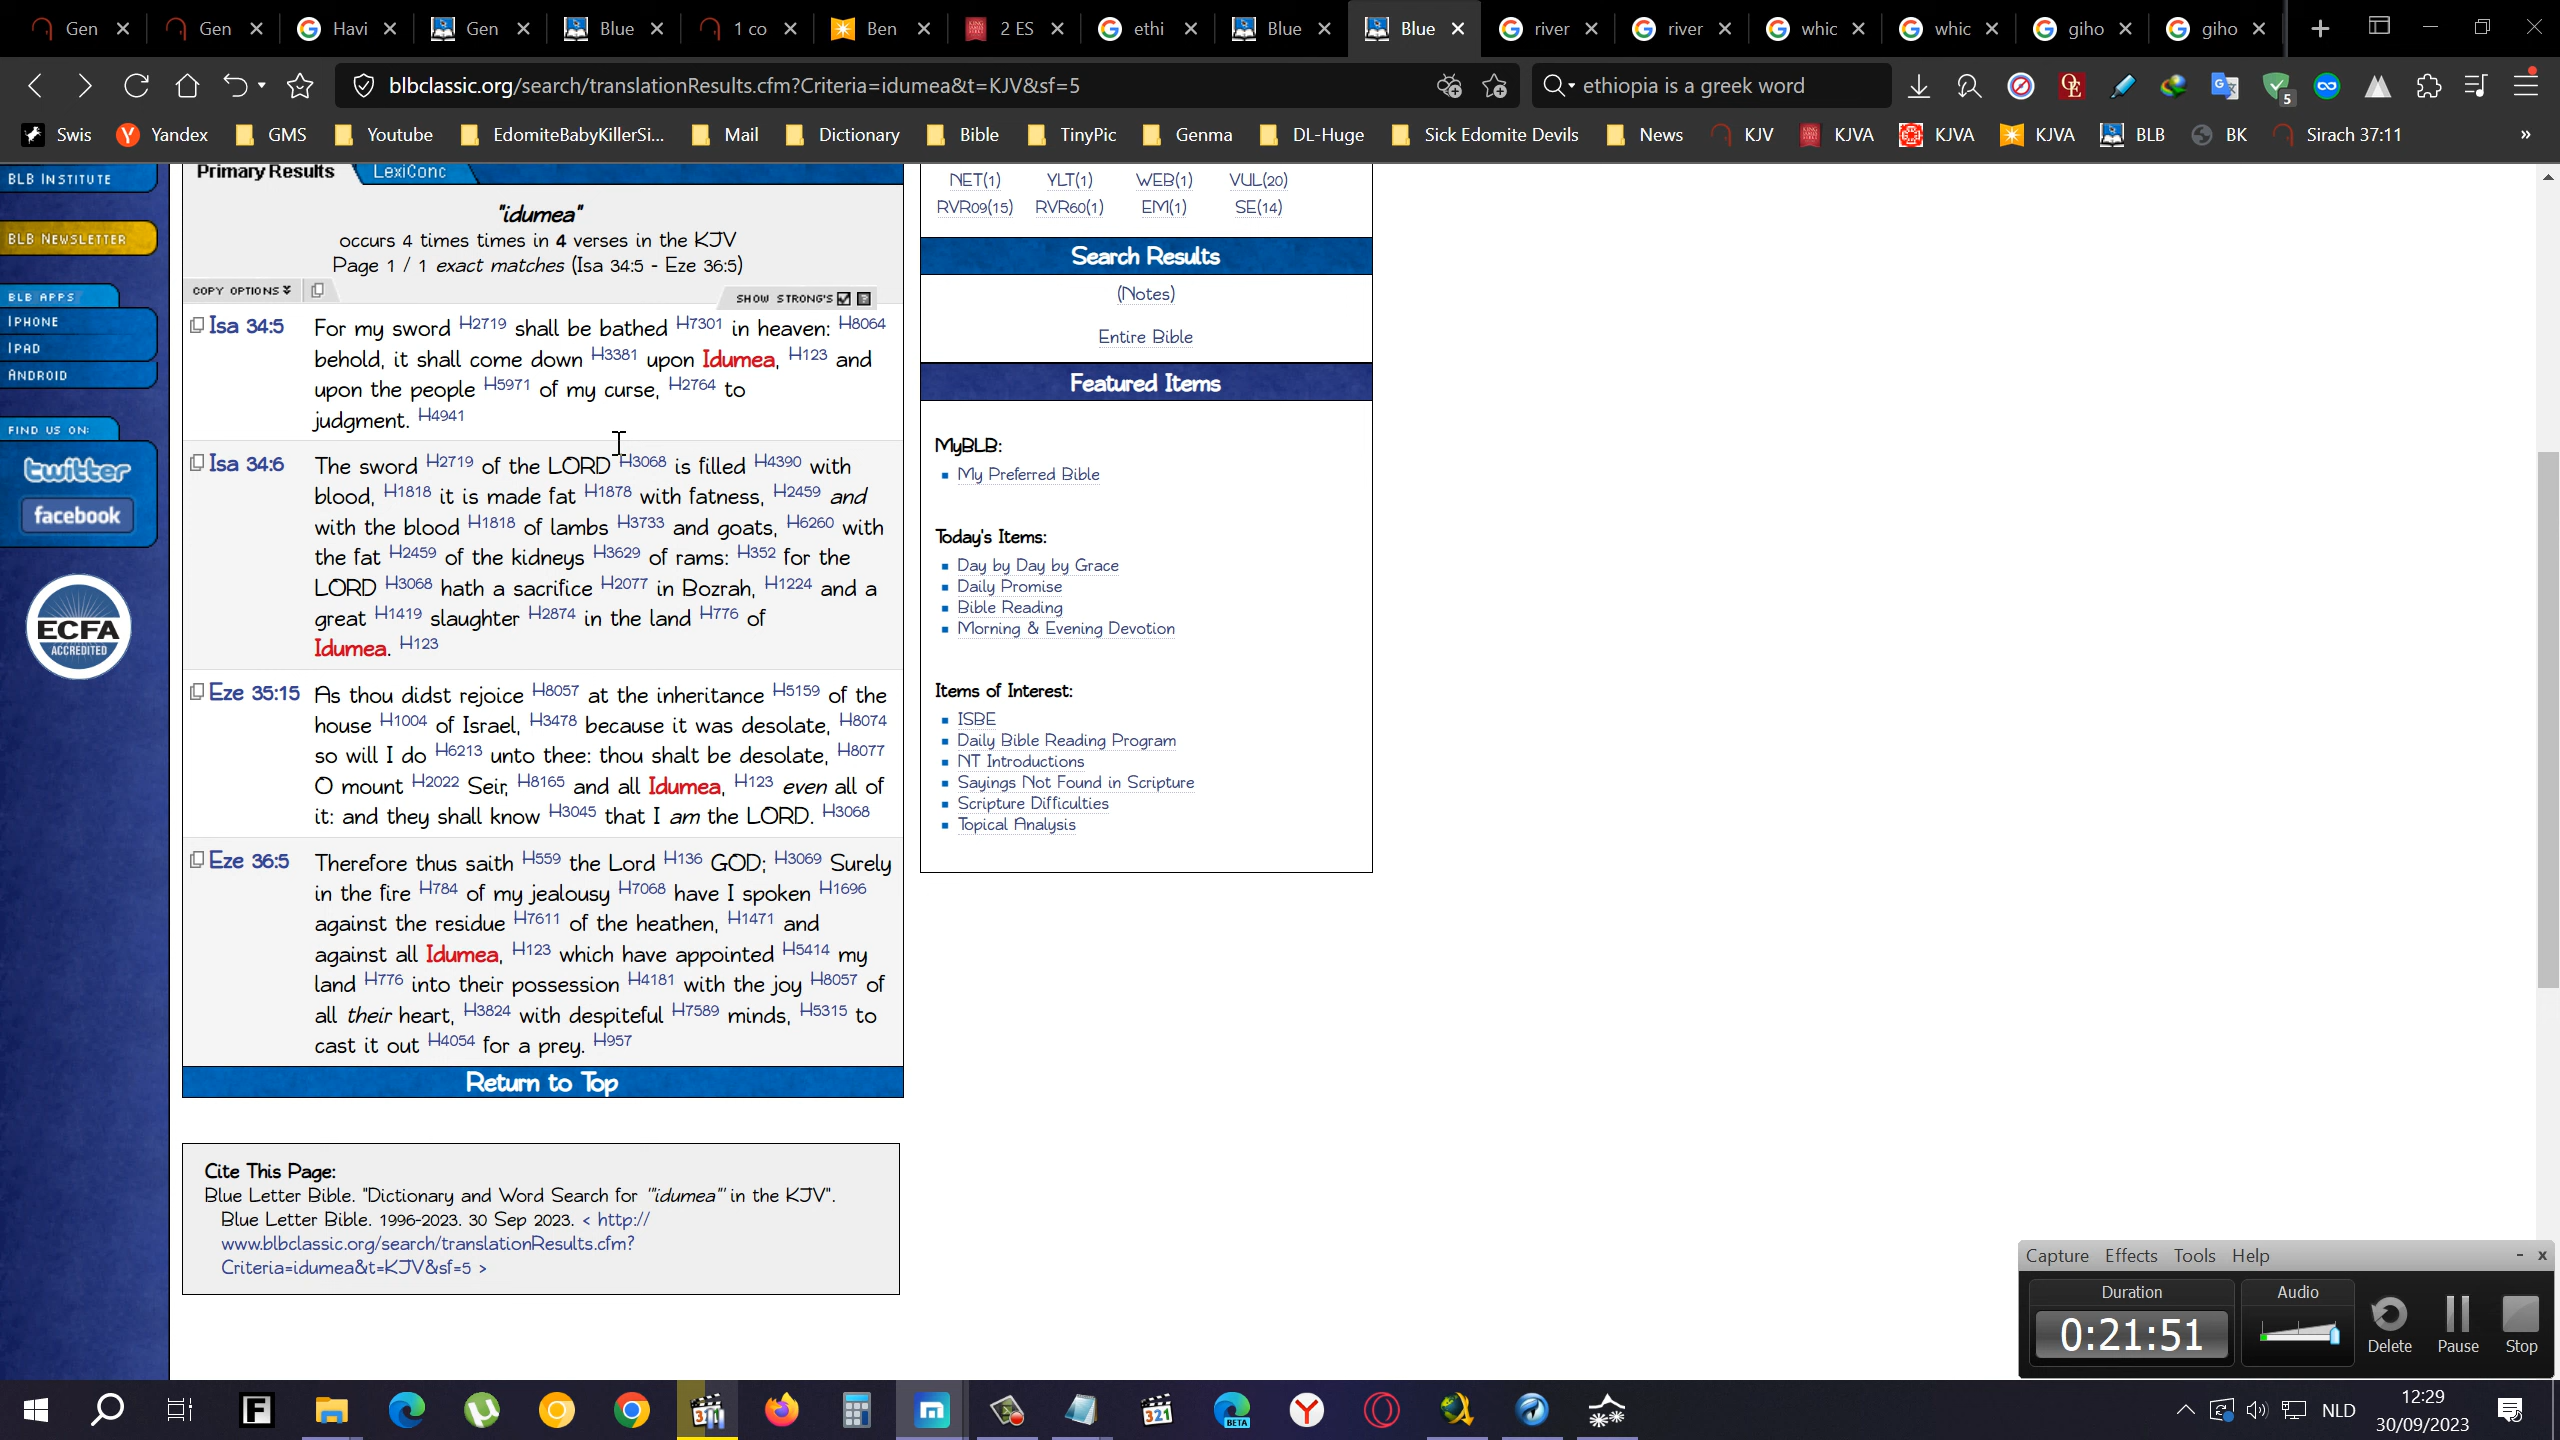 Gen
Gen
Havi
Gen
Blue
1 co
Ben
2 ES
ethi
Blue
Blue
river
river
whic
whic
giho
giho
blbclassic.org/search/translationResults.cfm?Criteria=idumea&t=KJV&sf=5
ethiopia is a greek word
5
Swis
Yandex
GMS
Youtube
EdomiteBabyKillerSi...
Mail
Dictionary
Bible
TinyPic
Genma
DL-Huge
Sick Edomite Devils
News
KJV
KJVA
KJVA
KJVA
BLB
BK
Sirach 37:11
»
BLB INSTITUTE
BLB NEWSLETTER
BLB APPS
IPHONE
IPAD
ANDROID
FIND US ON:
twitter
facebook
ECFA
ACCREDITED
Primary Results
LexiConc
"idumea"
occurs 4 times times in 4 verses in the KJV
Page 1 / 1 exact matches (Isa 34:5 - Eze 36:5)
COPY OPTIONS
SHOW STRONG'S
Isa 34:5 For my sword H2719 shall be bathed H7301 in heaven: H8064
behold, it shall come down H3381 upon Idumea, H123 and
upon the people H5971 of my curse, H2764 to
judgment. H4941
Isa 34:6 The sword H2719 of the LORD H3068 is filled H4390 with
blood, H1818 it is made fat H1878 with fatness, H2459 and
with the blood H1818 of lambs H3733 and goats, H6260 with
the fat H2459 of the kidneys H3629 of rams: H352 for the
LORD H3068 hath a sacrifice H2077 in Bozrah, H1224 and a
great H1419 slaughter H2874 in the land H776 of
Idumea. H123
Eze 35:15 As thou didst rejoice H8057 at the inheritance H5159 of the
house H1004 of Israel, H3478 because it was desolate, H8074
so will I do H6213 unto thee: thou shalt be desolate, H8077
O mount H2022 Seir, H8165 and all Idumea, H123 even all of
it: and they shall know H3045 that I am the LORD. H3068
Eze 36:5 Therefore thus saith H559 the Lord H136 GOD; H3069 Surely
in the fire H784 of my jealousy H7068 have I spoken H1696
against the residue H7611 of the heathen, H1471 and
against all Idumea, H123 which have appointed H5414 my
land H776 into their possession H4181 with the joy H8057 of
all their heart, H3824 with despiteful H7589 minds, H5315 to
cast it out H4054 for a prey. H957
Return to Top
Cite This Page:
Blue Letter Bible. "Dictionary and Word Search for '"idumea"' in the KJV".
Blue Letter Bible. 1996-2023. 30 Sep 2023. < http://
www.blbclassic.org/search/translationResults.cfm?
Criteria=idumea&t=KJV&sf=5 >
NET(1) YLT(1) WEB(1) VUL(20)
RVR09(15) RVR60(1) EM(1) SE(14)
Search Results
(Notes)
Entire Bible
Featured Items
MyBLB:
My Preferred Bible
Today's Items:
Day by Day by Grace
Daily Promise
Bible Reading
Morning & Evening Devotion
Items of Interest:
ISBE
Daily Bible Reading Program
NT Introductions
Sayings Not Found in Scripture
Scripture Difficulties
Topical Analysis
Capture Effects Tools Help
Duration
0:21:51
Audio
Delete
Pause
Stop
321
BETA
NLD
12:29
30/09/2023